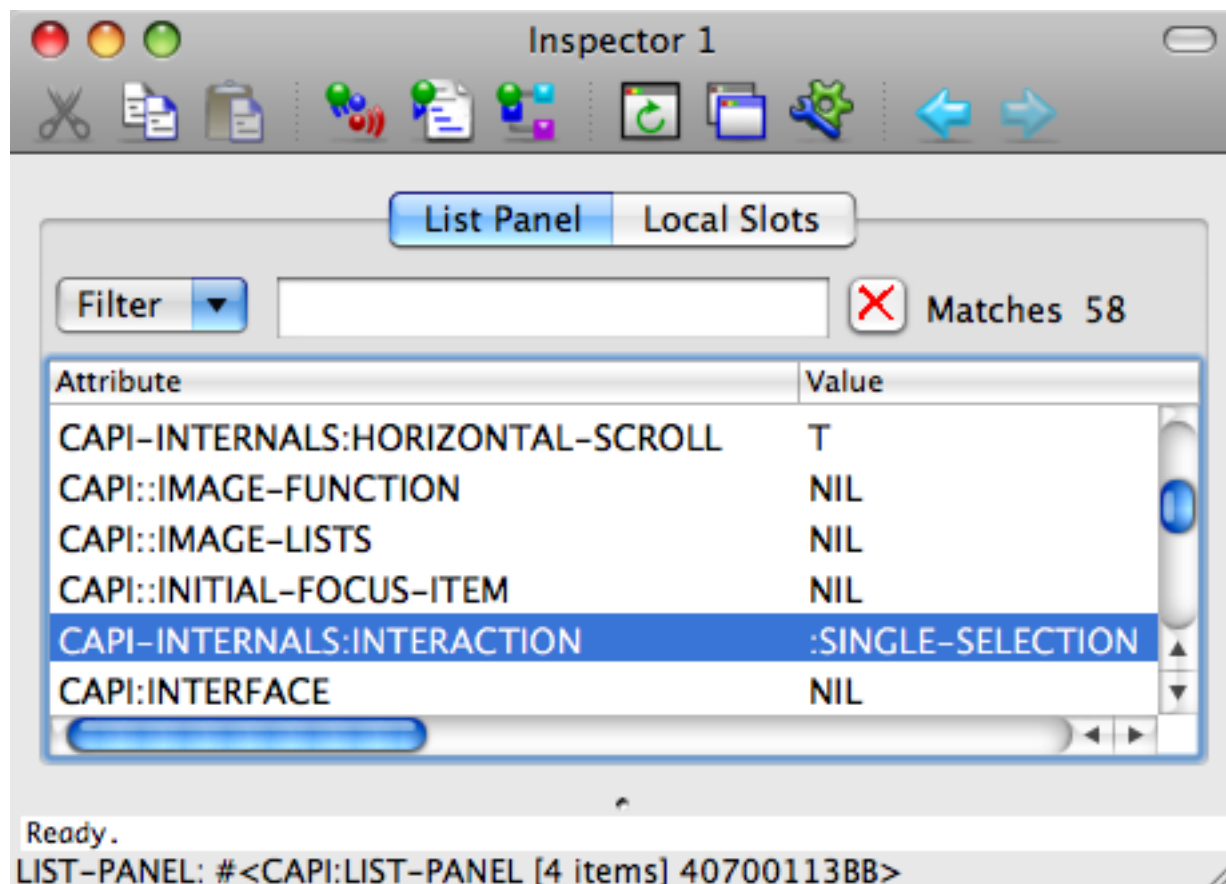 Inspector 1
List Panel Local Slots
Filter Matches 58
Attribute Value
CAPI-INTERNALS:HORIZONTAL-SCROLL T
CAPI::IMAGE-FUNCTION NIL
CAPI::IMAGE-LISTS NIL
CAPI::INITIAL-FOCUS-ITEM NIL
CAPI-INTERNALS:INTERACTION :SINGLE-SELECTION
CAPI:INTERFACE NIL
Ready.
LIST-PANEL: #<CAPI:LIST-PANEL [4 items] 40700113BB>